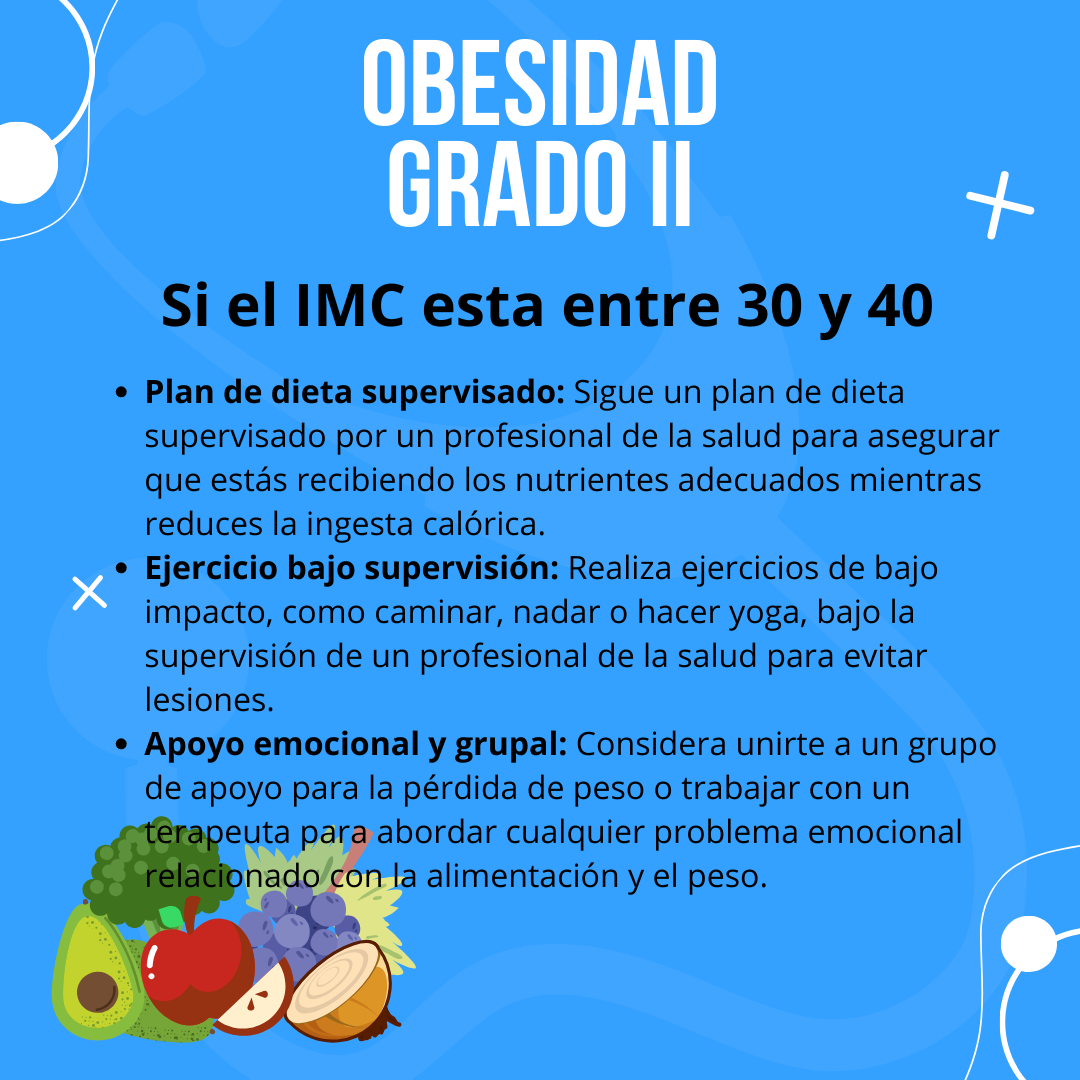 OBESIDAD
GRADO II
Si el IMC esta entre 30 y 40
• Plan de dieta supervisado: Sigue un plan de dieta
supervisado por un profesional de la salud para asegurar
que estás recibiendo los nutrientes adecuados mientras
reduces la ingesta calórica.
• Ejercicio bajo supervisión: Realiza ejercicios de bajo
impacto, como caminar, nadar o hacer yoga, bajo la
supervisión de un profesional de la salud para evitar
lesiones.
• Apoyo emocional y grupal: Considera unirte a un grupo
de apoyo para la pérdida de peso o trabajar con un
terapeuta para abordar cualquier problema emocional
relacionado con la alimentación y el peso.